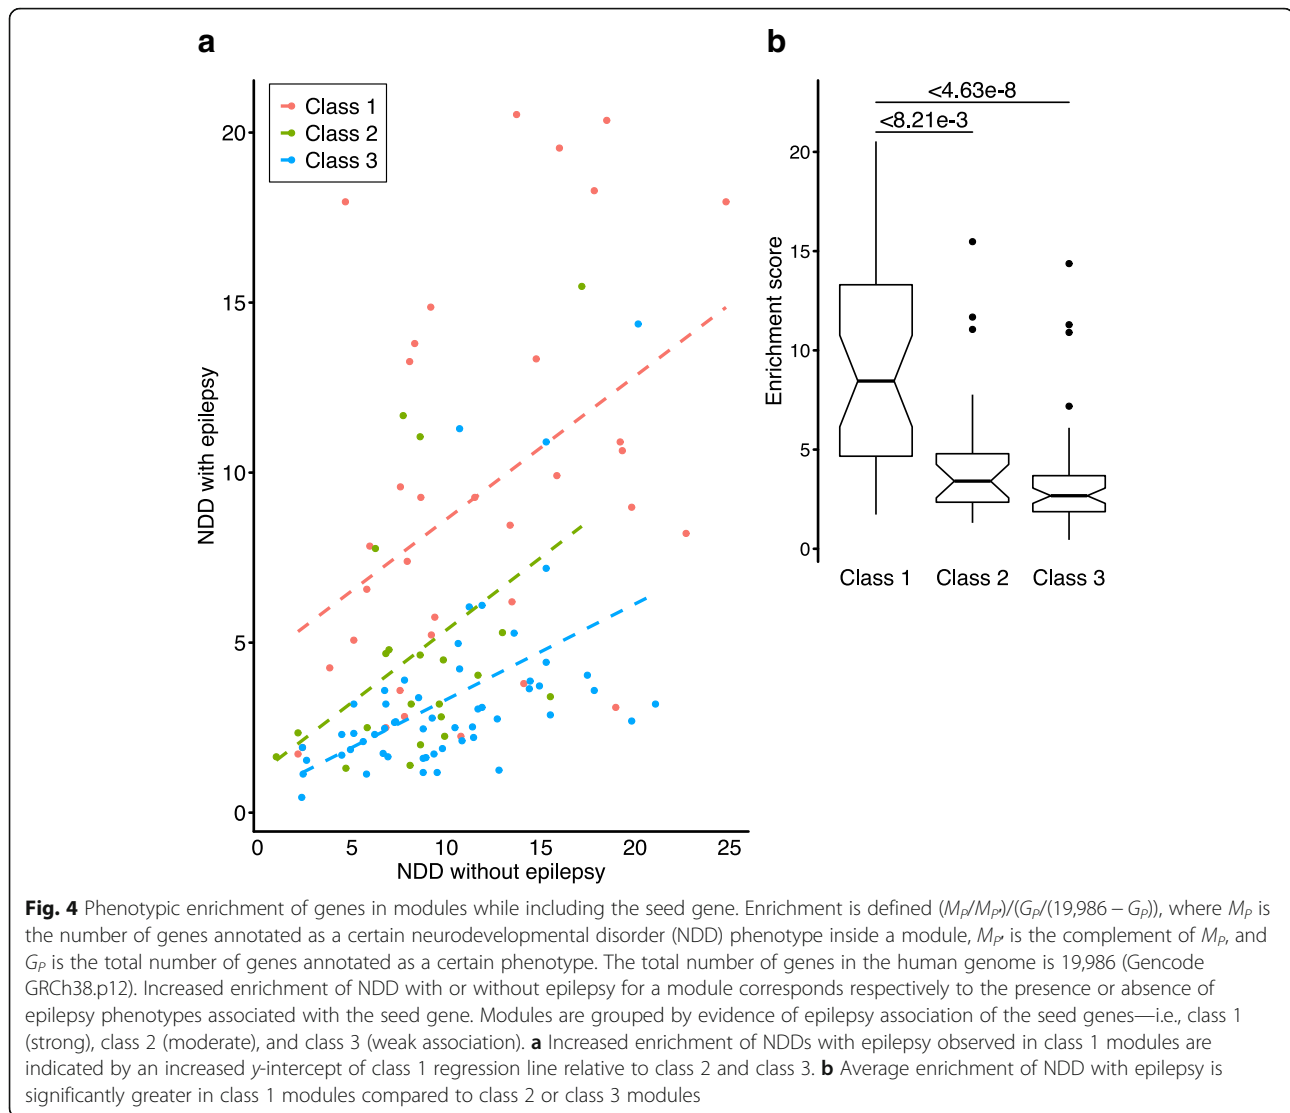 a
b
Class 1
Class 2
Class 3
20
15
10
5
0
NDD with epilepsy
0 5 10 15 20 25
NDD without epilepsy
<4.63e-8
<8.21e-3
20
15
10
5
0
Enrichment score
Class 1 Class 2 Class 3
Fig. 4 Phenotypic enrichment of genes in modules while including the seed gene. Enrichment is defined (MP/MP′)/(GP/(19,986 – GP)), where MP is
the number of genes annotated as a certain neurodevelopmental disorder (NDD) phenotype inside a module, MP′ is the complement of MP, and
GP is the total number of genes annotated as a certain phenotype. The total number of genes in the human genome is 19,986 (Gencode
GRCh38.p12). Increased enrichment of NDD with or without epilepsy for a module corresponds respectively to the presence or absence of
epilepsy phenotypes associated with the seed gene. Modules are grouped by evidence of epilepsy association of the seed genes—i.e., class 1
(strong), class 2 (moderate), and class 3 (weak association). a Increased enrichment of NDDs with epilepsy observed in class 1 modules are
indicated by an increased y-intercept of class 1 regression line relative to class 2 and class 3. b Average enrichment of NDD with epilepsy is
significantly greater in class 1 modules compared to class 2 or class 3 modules